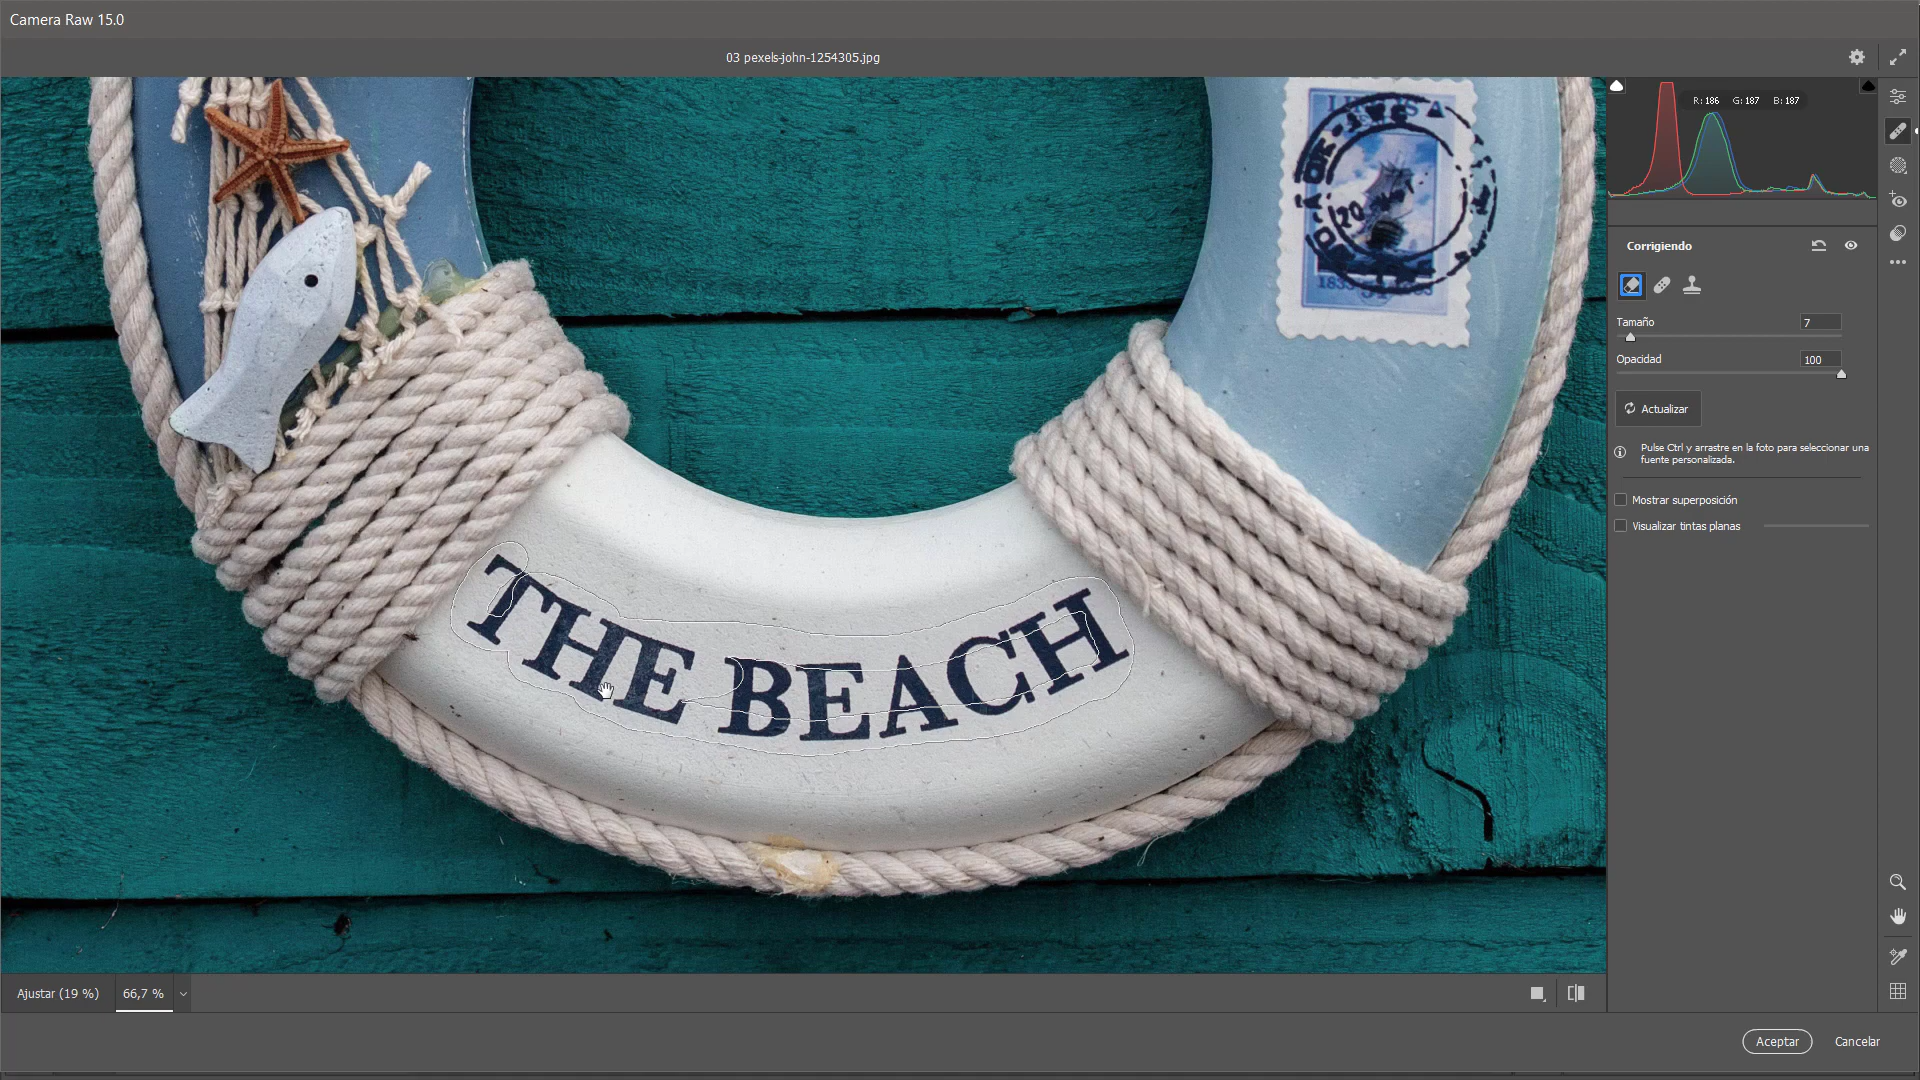 Camera Raw 15.0
03 pexels-john-1254305.jpg
R: 186 G: 187 B: 187
Corrigiendo
Tamaño 7
Opacidad 100
Actualizar
Pulse Ctrl y arrastre en la foto para seleccionar una
fuente personalizada.
Mostrar superposición
Visualizar tintas planas
THE BEACH
Ajustar (19 %) 66,7 %
Aceptar Cancelar